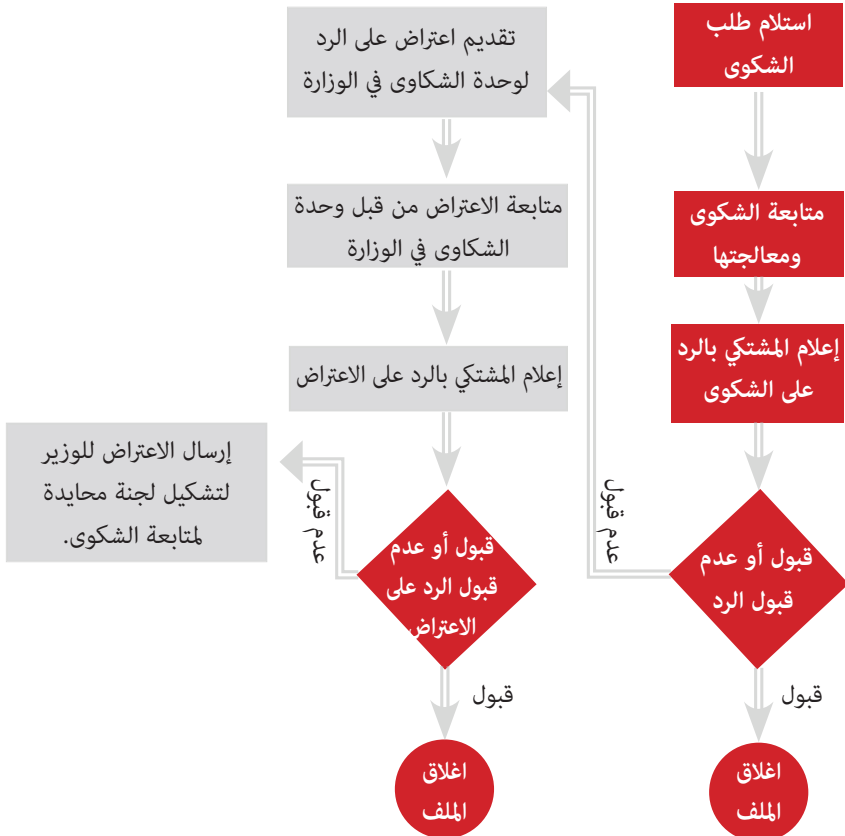 استلام طلب
الشكوى
متابعة الشكوى
ومعالجتها
إعلام المشتكي بالرد
على الشكوى
قبول أو عدم
قبول الرد
قبول
اغلاق
الملف
عدم قبول
تقديم اعتراض على الرد
لوحدة الشكاوى في الوزارة
متابعة الاعتراض من قبل وحدة
الشكاوى في الوزارة
إعلام المشتكي بالرد على الاعتراض
قبول أو عدم
قبول الرد على
الاعتراض
قبول
اغلاق
الملف
عدم قبول
إرسال الاعتراض للوزير
لتشكيل لجنة محايدة
لمتابعة الشكوى.